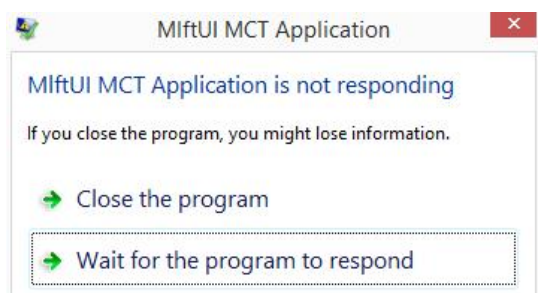 MlftUI MCT Application
MlftUI MCT Application is not responding
If you close the program, you might lose information.
Close the program
Wait for the program to respond